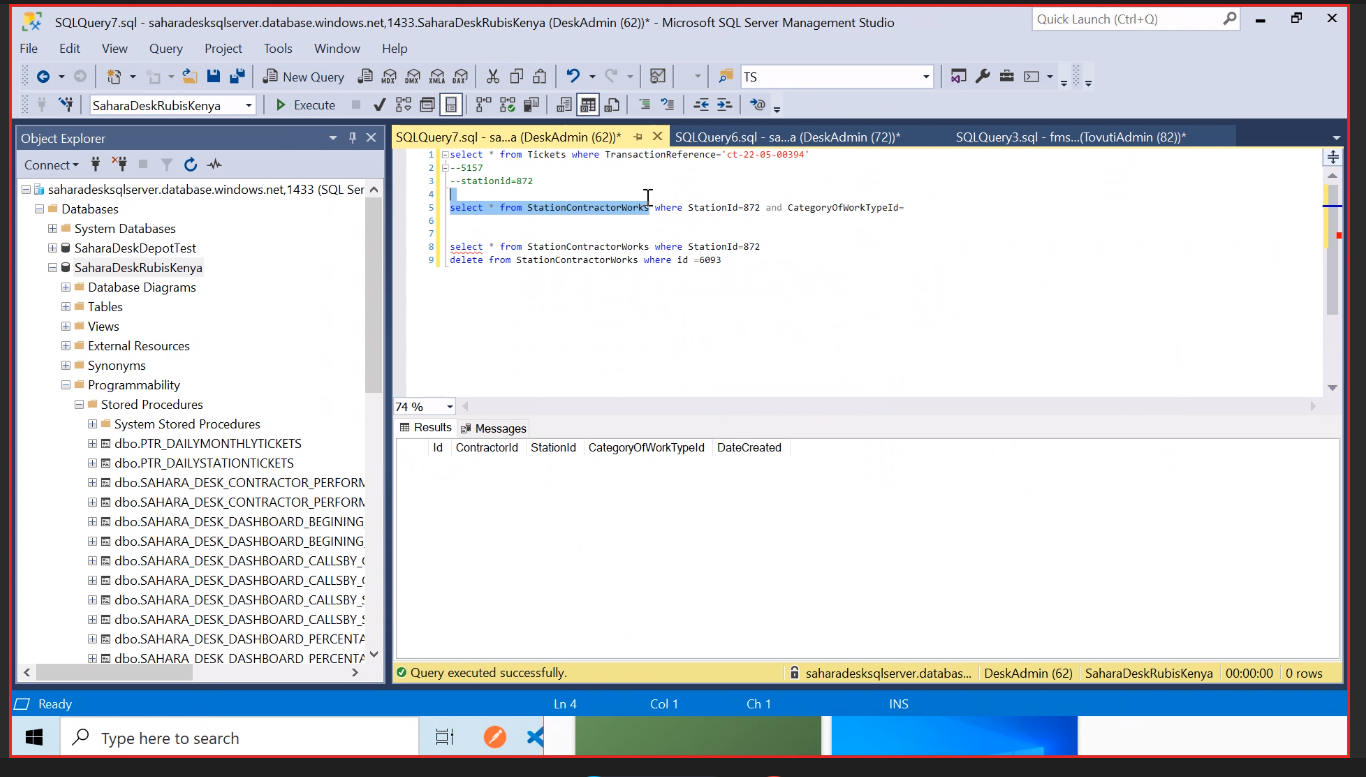 SQLQuery7.sql - saharadesksqlserver.database.windows.net,1433.SaharaDeskRubisKenya (DeskAdmin (62))* - Microsoft SQL Server Management Studio
Quick Launch (Ctrl+Q)
File Edit View Query Project Tools Window Help
New Query MDX DMX XMLA DAX TS
SaharaDeskRubisKenya Execute
Object Explorer
SQLQuery7.sql - sa...a (DeskAdmin (62))* SQLQuery6.sql - sa...a (DeskAdmin (72))* SQLQuery3.sql - fms...(TovutiAdmin (82))*
Connect
saharadesksqlserver.database.windows.net,1433 (SQL Ser
Databases
System Databases
SaharaDeskDepotTest
SaharaDeskRubisKenya
Database Diagrams
Tables
Views
External Resources
Synonyms
Programmability
Stored Procedures
System Stored Procedures
dbo.PTR_DAILYMONTHLYTICKETS
dbo.PTR_DAILYSTATIONTICKETS
dbo.SAHARA_DESK_CONTRACTOR_PERFORM
dbo.SAHARA_DESK_CONTRACTOR_PERFORM
dbo.SAHARA_DESK_DASHBOARD_BEGINING
dbo.SAHARA_DESK_DASHBOARD_BEGINING
dbo.SAHARA_DESK_DASHBOARD_CALLSBY_
dbo.SAHARA_DESK_DASHBOARD_CALLSBY_
dbo.SAHARA_DESK_DASHBOARD_CALLSBY_
dbo.SAHARA_DESK_DASHBOARD_CALLSBY_
dbo.SAHARA_DESK_DASHBOARD_PERCENTA
dbo.SAHARA_DESK_DASHBOARD_PERCENTA
1 select * from Tickets where TransactionReference='ct-22-05-00394'
2 --5157
3 --stationid=872
4
5 select * from StationContractorWorks where StationId=872 and CategoryOfWorkTypeId=
6
7
8 select * from StationContractorWorks where StationId=872
9 delete from StationContractorWorks where id =6093
74 %
Results Messages
Id ContractorId StationId CategoryOfWorkTypeId DateCreated
Query executed successfully. saharadesksqlserver.databas... DeskAdmin (62) SaharaDeskRubisKenya 00:00:00 0 rows
Ready Ln 4 Col 1 Ch 1 INS
Type here to search